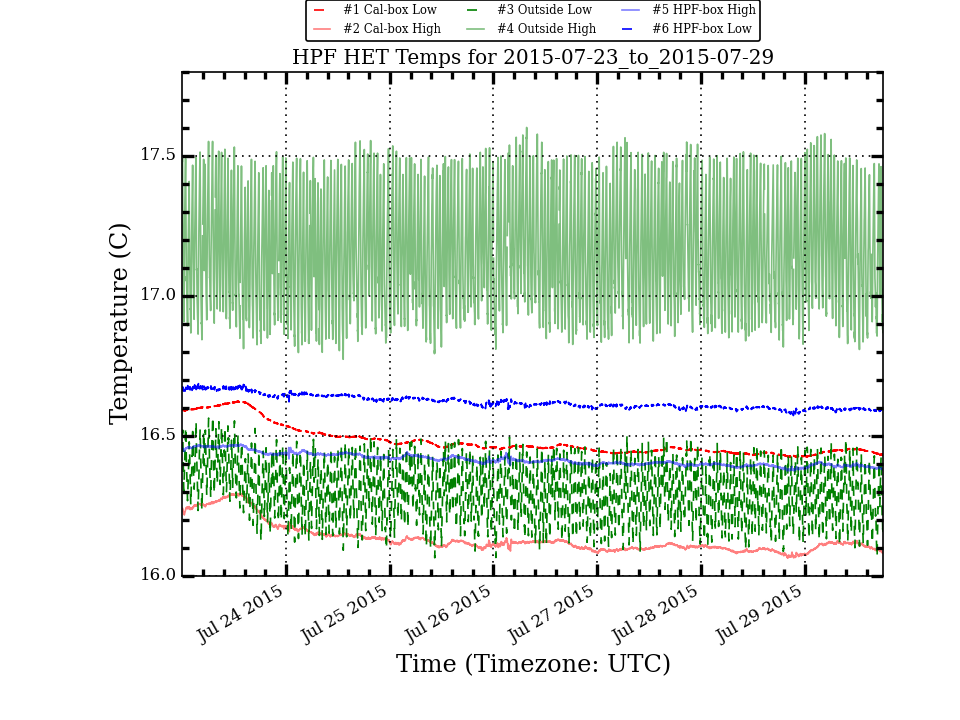 #1 Cal-box Low #3 Outside Low #5 HPF-box High
#2 Cal-box High #4 Outside High #6 HPF-box Low
HPF HET Temps for 2015-07-23_to_2015-07-29
17.5
17.0
16.5
16.0
Temperature (C)
Jul 24 2015 Jul 25 2015 Jul 26 2015 Jul 27 2015 Jul 28 2015 Jul 29 2015
Time (Timezone: UTC)